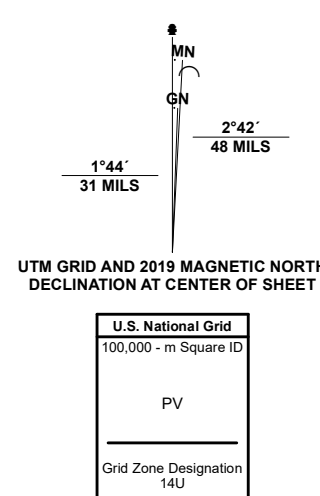 MN
GN
2°42´
48 MILS
1°44´
31 MILS
UTM GRID AND 2019 MAGNETIC NORTH
DECLINATION AT CENTER OF SHEET
U.S. National Grid
100,000 - m Square ID
PV
Grid Zone Designation
14U